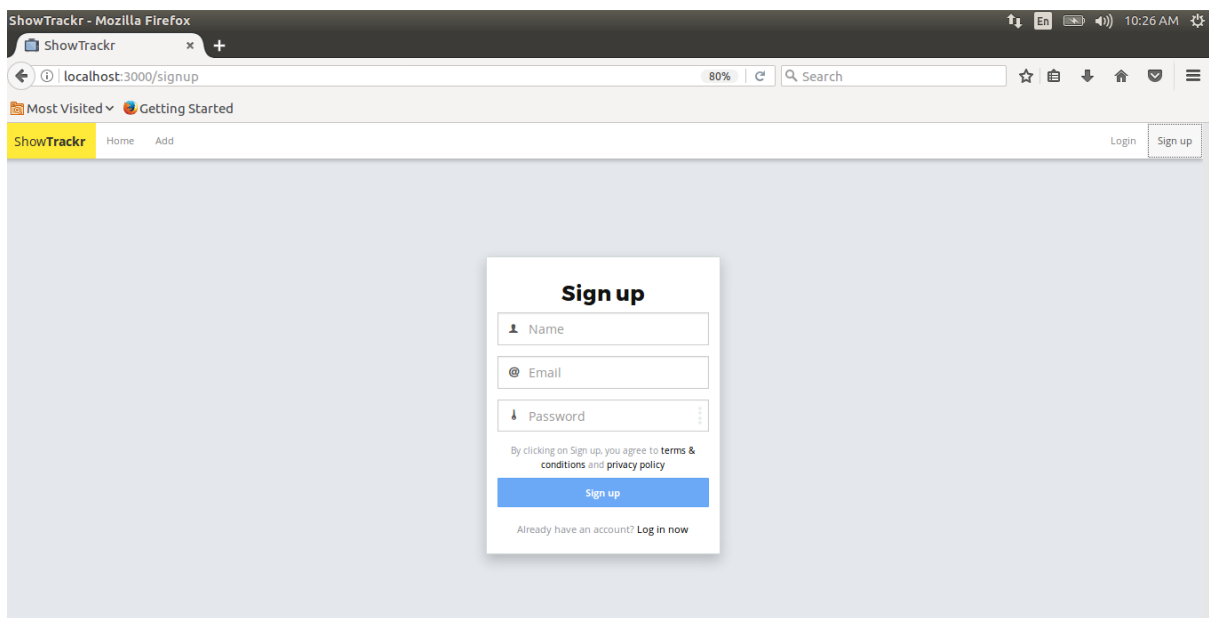 ShowTrackr - Mozilla Firefox En 10:26 AM
ShowTrackr × +
localhost:3000/signup 80% Search
Most Visited Getting Started
ShowTrackr Home Add Login Sign up
Sign up
Name
@ Email
Password
By clicking on Sign up, you agree to terms &
conditions and privacy policy
Sign up
Already have an account? Log in now